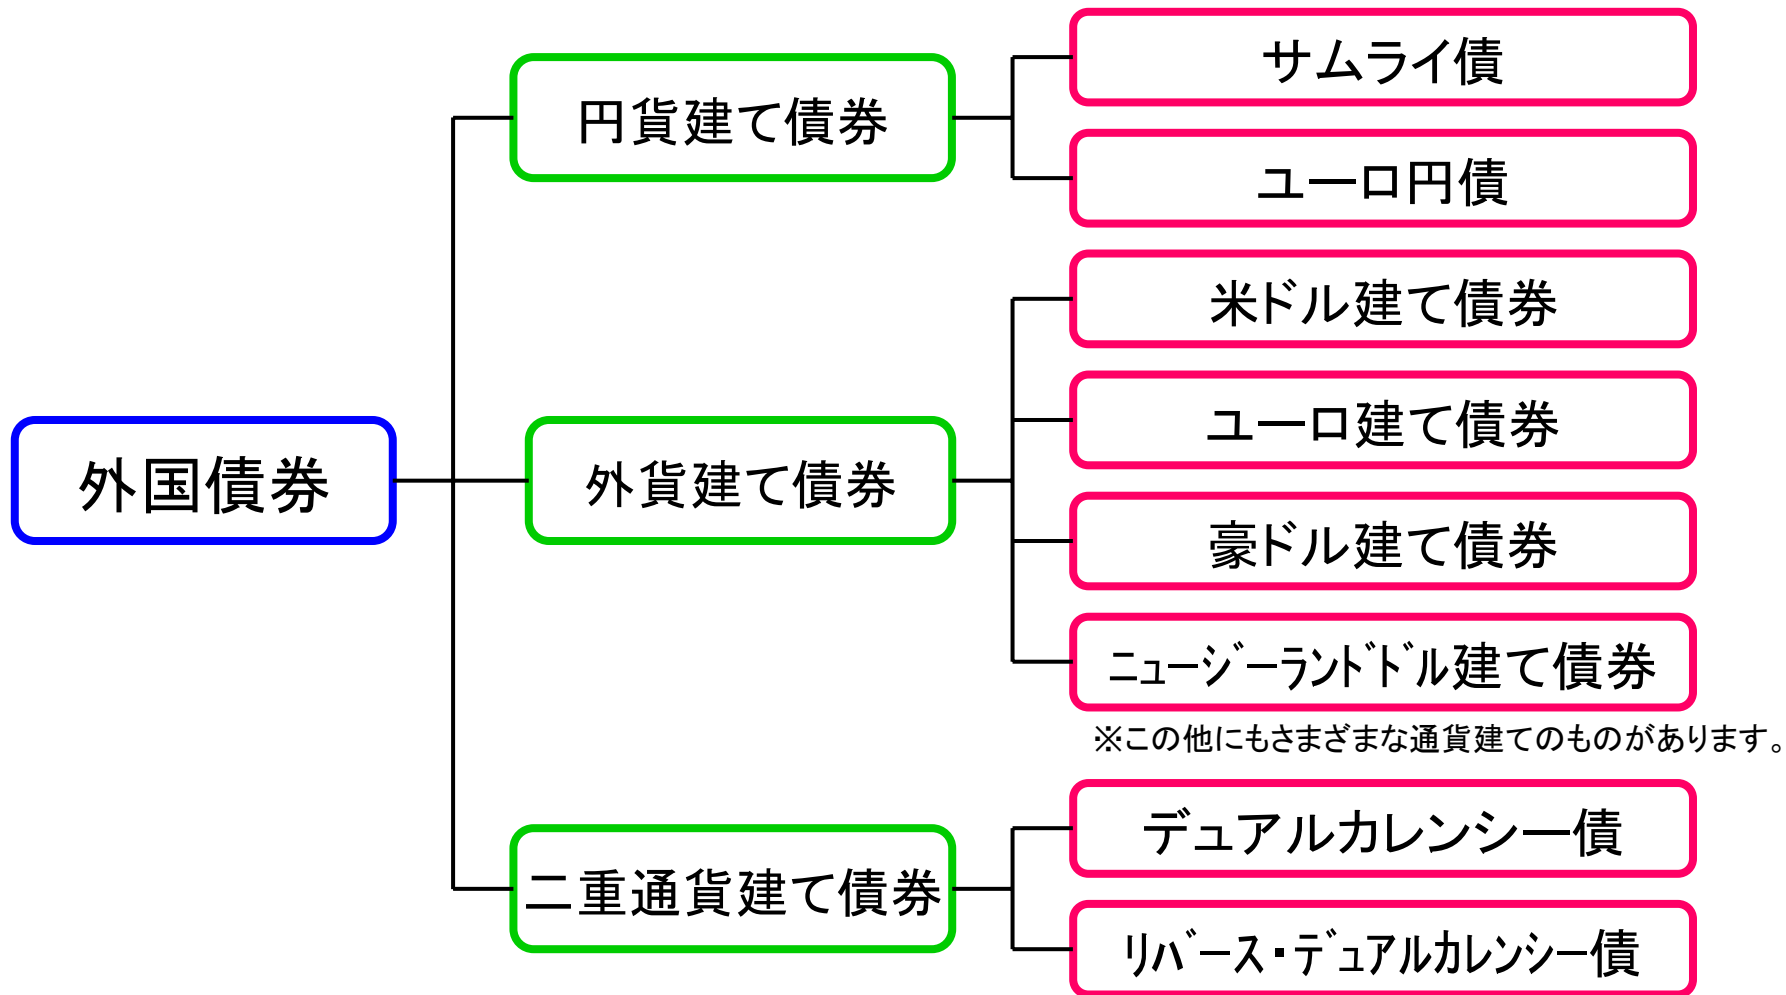 外国債券
円貨建て債券
サムライ債
ユーロ円債
外貨建て債券
米ドル建て債券
ユーロ建て債券
豪ドル建て債券
ﾆｭｰｼﾞｰﾗﾝﾄﾞﾄﾞﾙ建て債券
※この他にもさまざまな通貨建てのものがあります。
二重通貨建て債券
デュアルカレンシー債
ﾘﾊﾞｰｽ・ﾃﾞｭｱﾙｶﾚﾝｼｰ債